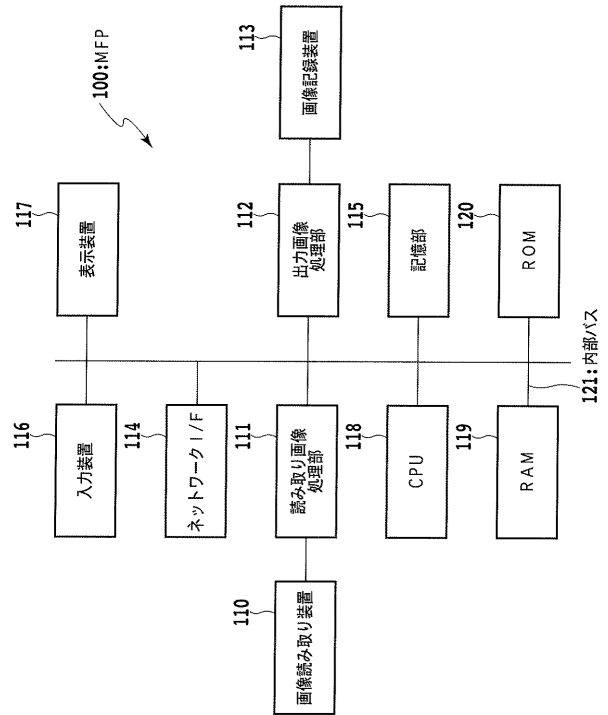 100:MFP
116
入力装置
117
表示装置
114
ネットワークI/F
110
画像読み取り装置
111
読み取り画像
処理部
112
出力画像
処理部
113
画像記録装置
118
CPU
115
記憶部
119
RAM
120
ROM
121:内部バス